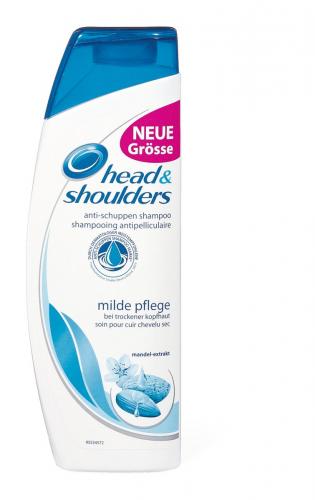 NEUE
Grösse
head&
shoulders
anti-schuppen shampoo
shampooing antipelliculaire
milde pflege
bei trockener kopfhaut
soin pour cuir chevelu sec
mandel-extrakt